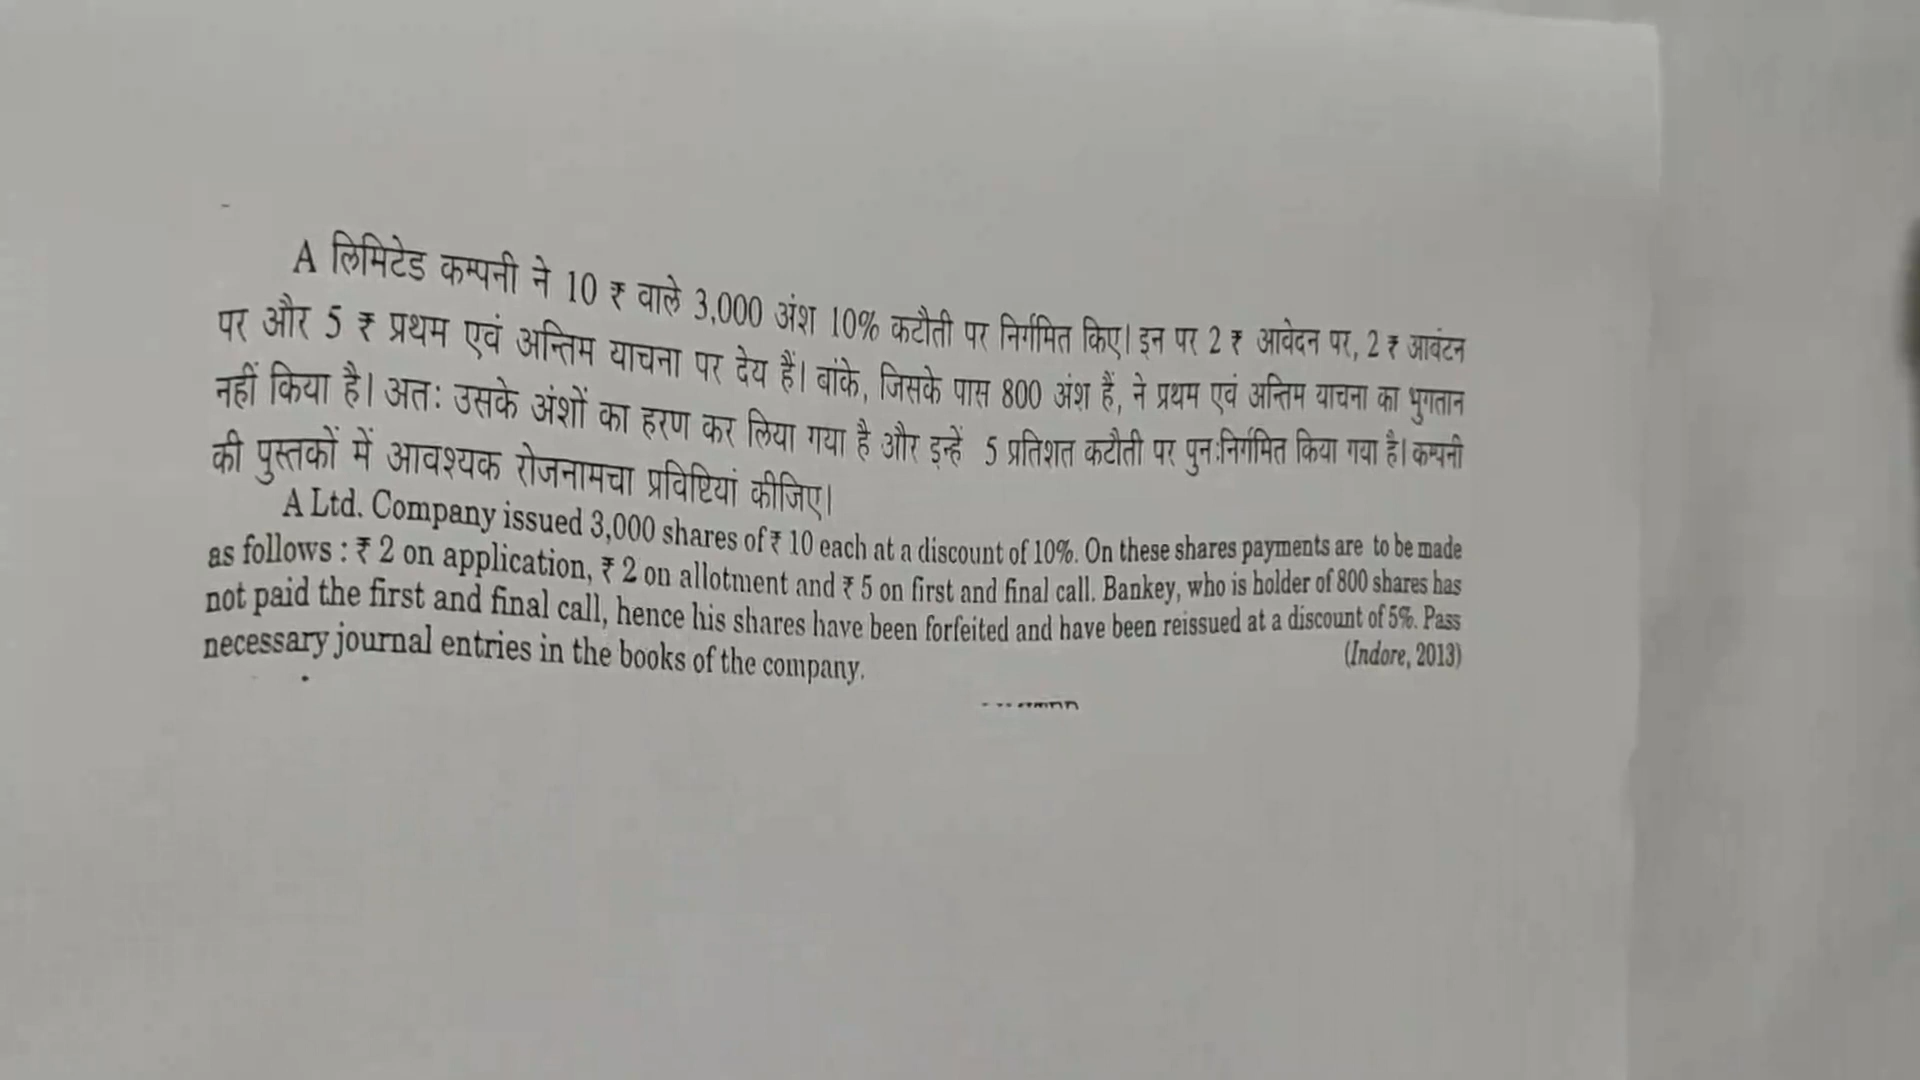 A लिमिटेड कम्पनी ने 10 ₹ वाले 3,000 अंश 10% कटौती पर निर्गमित किए। इन पर 2 ₹ आवेदन पर, 2 ₹ आवंटन
पर और 5 ₹ प्रथम एवं अन्तिम याचना पर देय हैं। बांके, जिसके पास 800 अंश हैं, ने प्रथम एवं अन्तिम याचना का भुगतान
नहीं किया है। अतः उसके अंशों का हरण कर लिया गया है और इन्हें 5 प्रतिशत कटौती पर पुनःनिर्गमित किया गया है। कम्पनी
की पुस्तकों में आवश्यक रोजनामचा प्रविष्टियां कीजिए।
A Ltd. Company issued 3,000 shares of ₹ 10 each at a discount of 10%. On these shares payments are to be made
as follows : ₹ 2 on application, ₹ 2 on allotment and ₹ 5 on first and final call. Bankey, who is holder of 800 shares has
not paid the first and final call, hence his shares have been forfeited and have been reissued at a discount of 5%. Pass
necessary journal entries in the books of the company. (Indore, 2013)